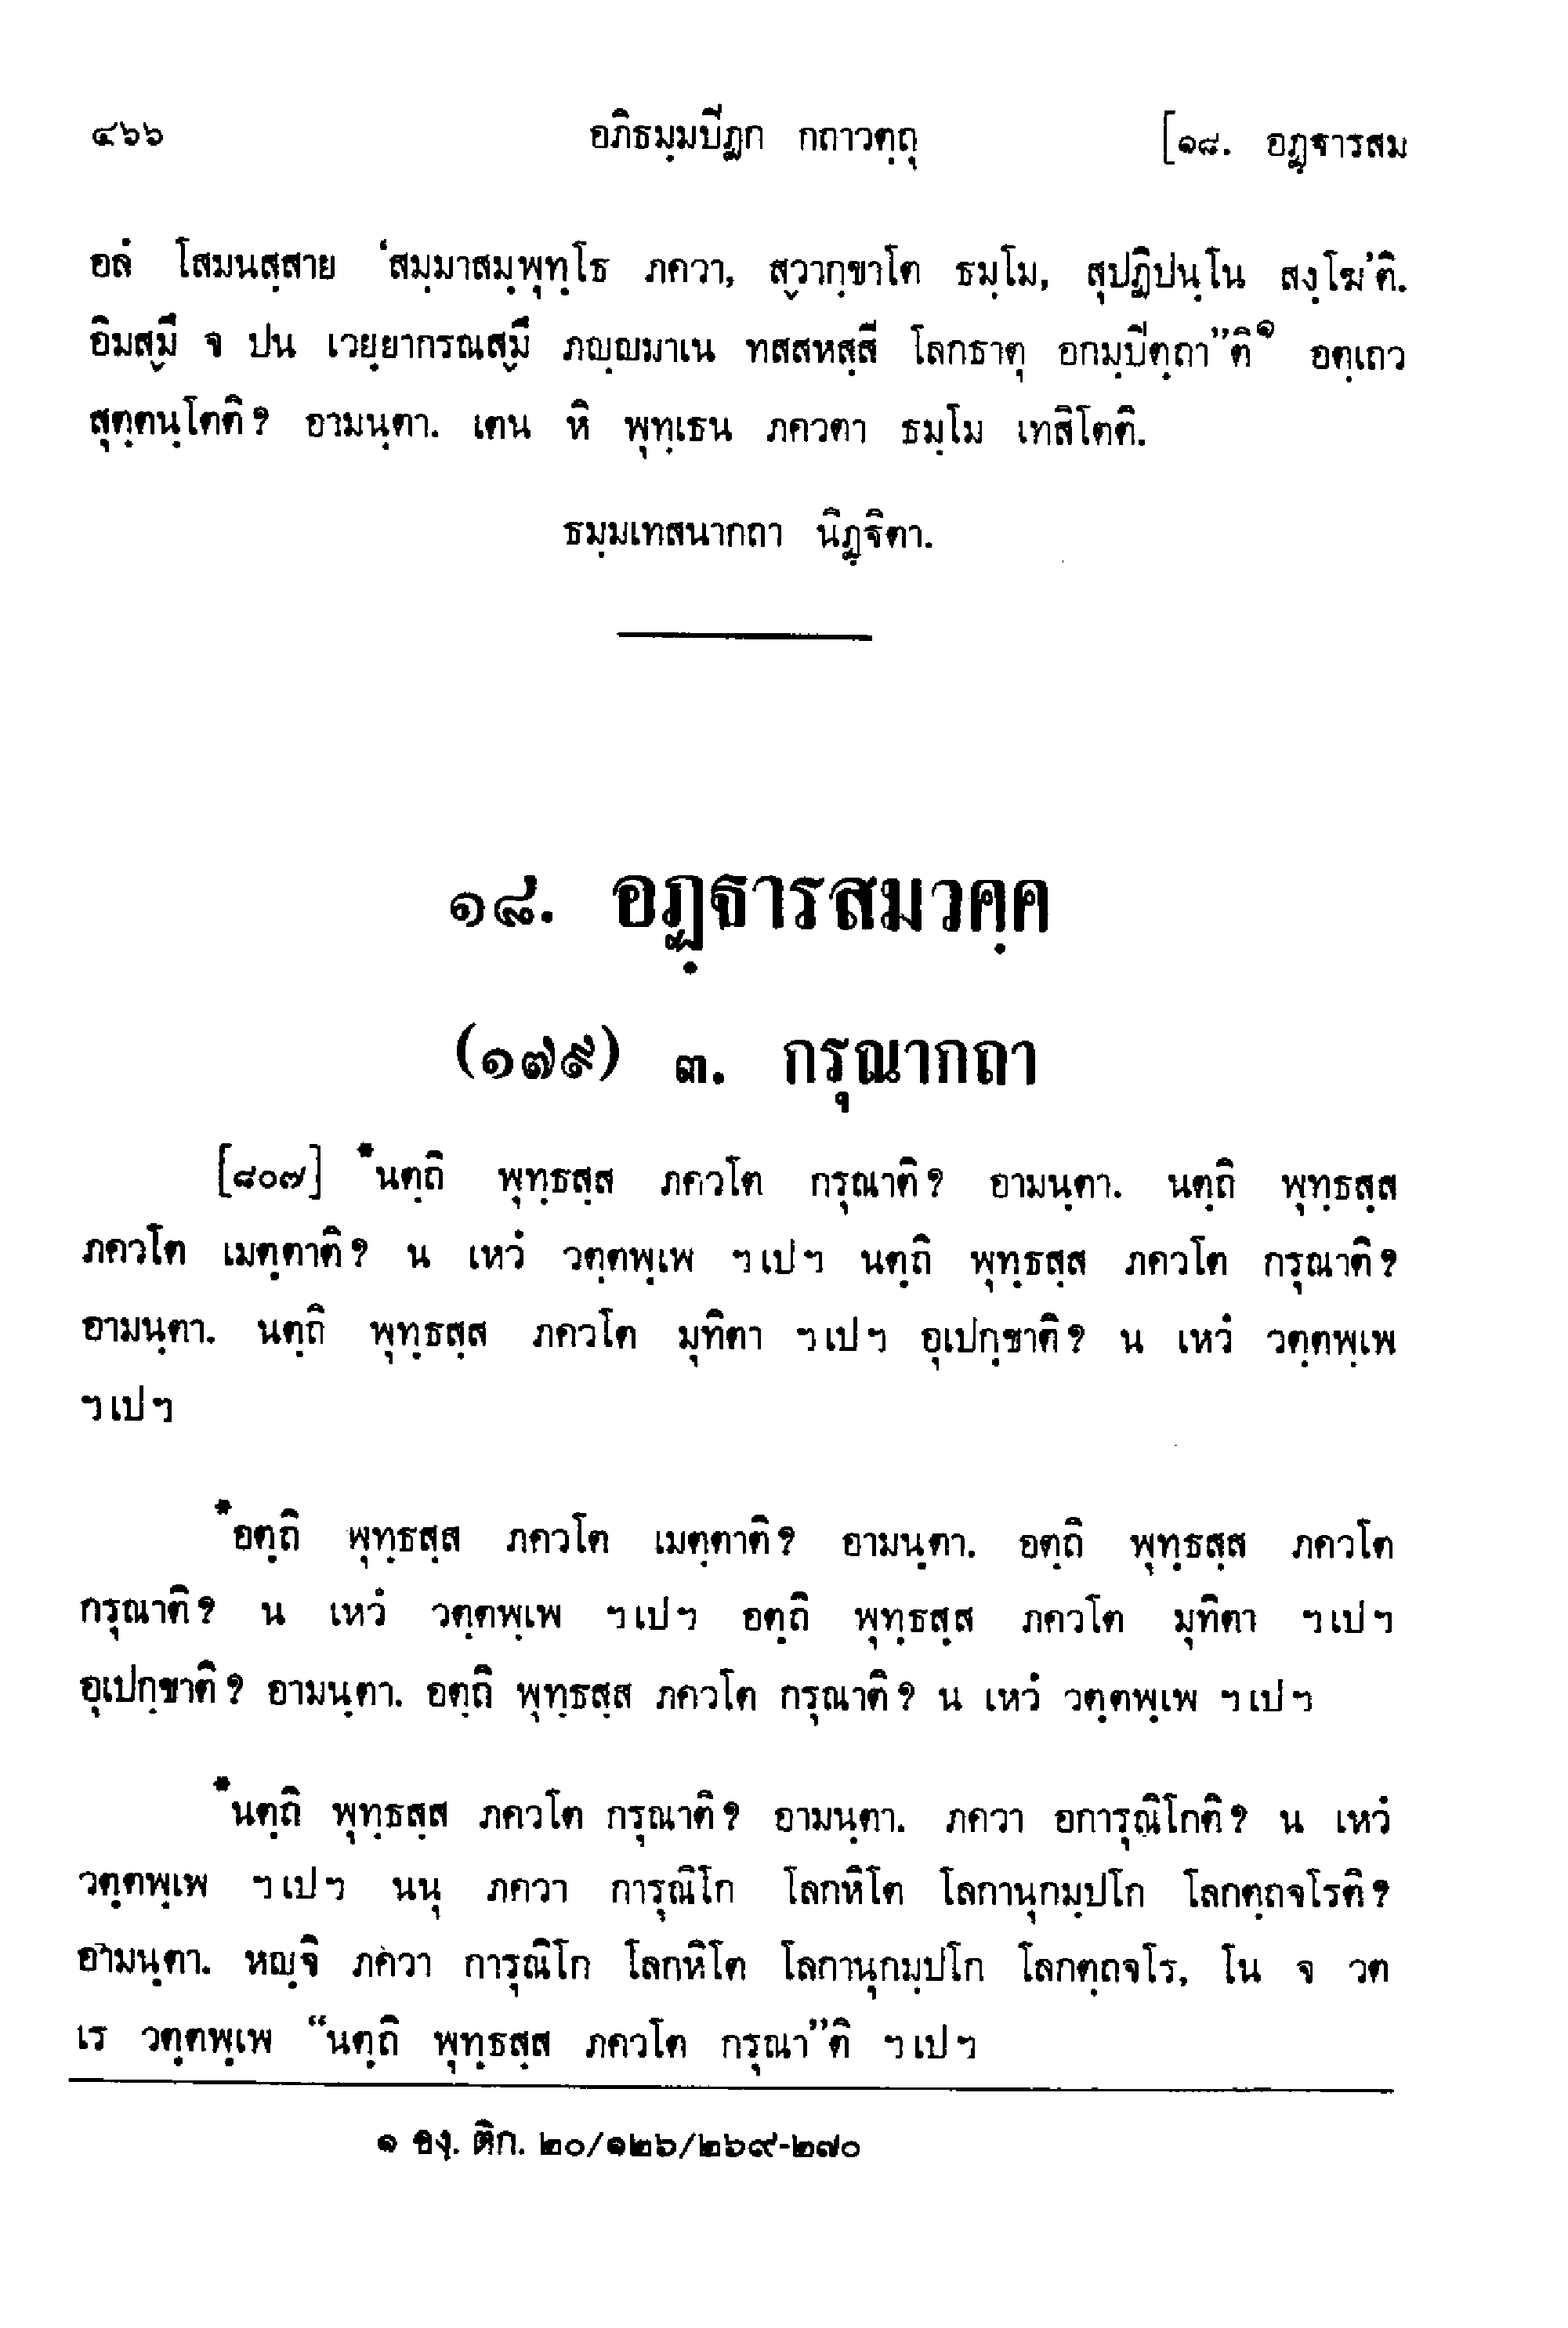 ๔๖๖ อภิธมฺมปิฏก กถาวตฺถุ [๑๘. อฏฺฐารสม
อลํ โสมนสฺสาย ‘สมฺมาสมฺพุทฺโธ ภควา, สฺวากฺขาโต ธมฺโม, สุปฏิปนฺโน สงฺโฆ’ติ.
อิมสฺมึ จ ปน เวยฺยากรณสฺมึ ภญฺญมาเน ทสสหสฺสี โลกธาตุ อกมฺปิตฺถา”ติ๑ อตฺเถว
สุตฺตนฺโตติ? อามนฺตา. เตน หิ พุทฺเธน ภควตา ธมฺโม เทสิโตติ.
ธมฺมเทสนากถา นิฏฺฐิตา.
๑๘. อฏฺฐารสมวคฺค
(๑๗๙) ๓. กรุณากถา
[๘๐๗] *นตฺถิ พุทฺธสฺส ภควโต กรุณาติ? อามนฺตา. นตฺถิ พุทฺธสฺส
ภควโต เมตฺตาติ? น เหวํ วตฺตพฺเพ ฯเปฯ นตฺถิ พุทฺธสฺส ภควโต กรุณาติ?
อามนฺตา. นตฺถิ พุทฺธสฺส ภควโต มุทิตา ฯเปฯ อุเปกฺขาติ? น เหวํ วตฺตพฺเพ
ฯเปฯ
*อตฺถิ พุทฺธสฺส ภควโต เมตฺตาติ? อามนฺตา. อตฺถิ พุทฺธสฺส ภควโต
กรุณาติ? น เหวํ วตฺตพฺเพ ฯเปฯ อตฺถิ พุทฺธสฺส ภควโต มุทิตา ฯเปฯ
อุเปกฺขาติ? อามนฺตา. อตฺถิ พุทฺธสฺส ภควโต กรุณาติ? น เหวํ วตฺตพฺเพ ฯเปฯ
*นตฺถิ พุทฺธสฺส ภควโต กรุณาติ? อามนฺตา. ภควา อการุณิโกติ? น เหวํ
วตฺตพฺเพ ฯเปฯ นนุ ภควา การุณิโก โลกหิโต โลกานุกมฺปโก โลกตฺถจโรติ?
อามนฺตา. หญฺจิ ภควา การุณิโก โลกหิโต โลกานุกมฺปโก โลกตฺถจโร, โน จ วต
เร วตฺตพฺเพ “นตฺถิ พุทฺธสฺส ภควโต กรุณา”ติ ฯเปฯ
๑ องฺ. ติก. ๒๐/๑๒๖/๒๖๙-๒๗๐